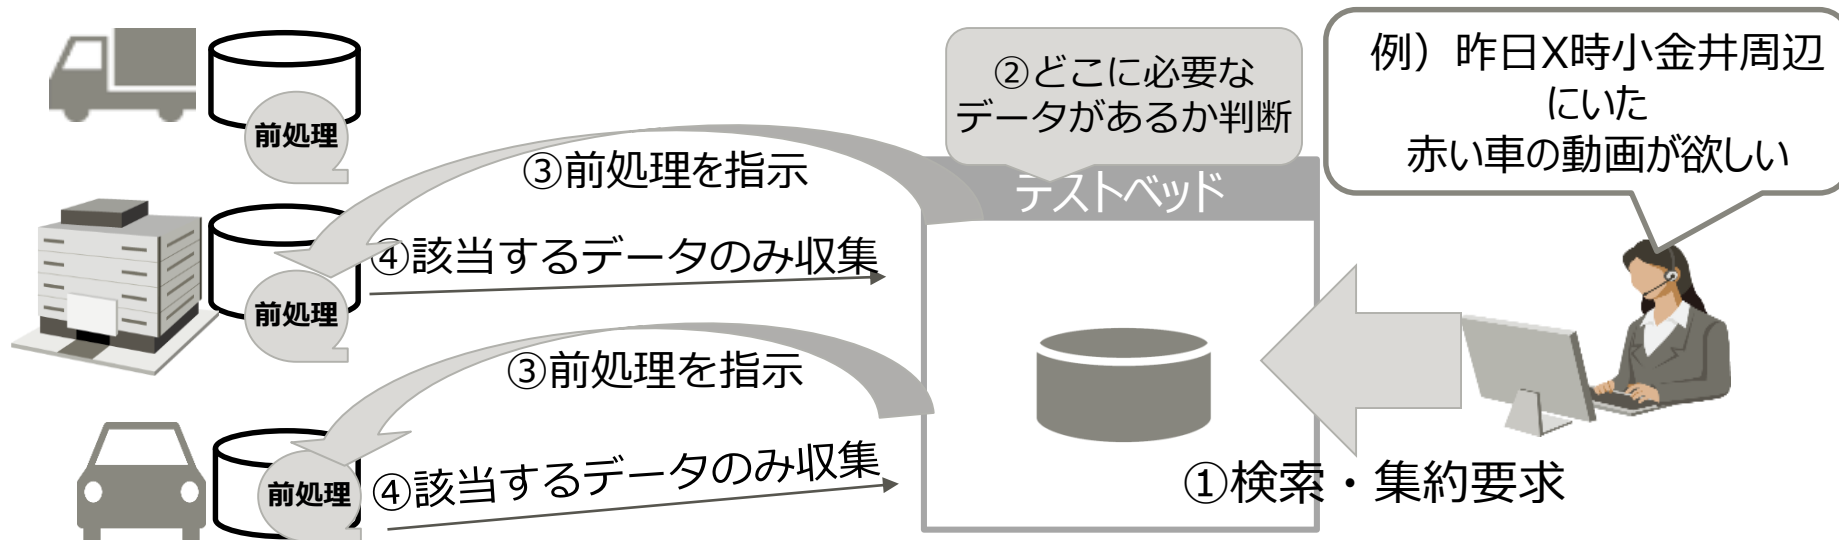 例）昨日X時小金井周辺
にいた
赤い車の動画が欲しい
②どこに必要な
データがあるか判断
テストベッド
前処理
③前処理を指示
④該当するデータのみ収集
前処理
③前処理を指示
④該当するデータのみ収集
前処理
①検索・集約要求